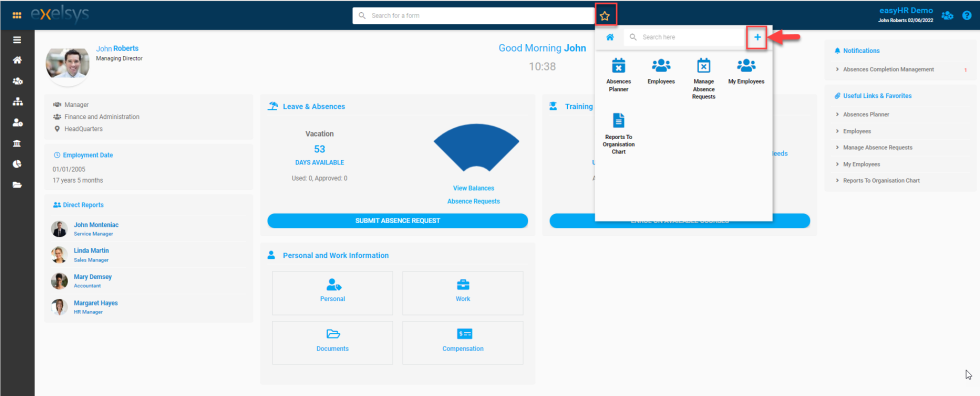 exelsys
Search for a form
easyHR Demo
John Roberts 02/06/2022
John Roberts
Managing Director
Manager
Finance and Administration
HeadQuarters
Employment Date
01/01/2005
17 years 5 months
Direct Reports
John Monteniac
Service Manager
Linda Martin
Sales Manager
Mary Demsey
Accountant
Margaret Hayes
HR Manager
Good Morning John
10:38
Leave & Absences
Vacation
53
DAYS AVAILABLE
Used: 0, Approved: 0
View Balances
Absence Requests
SUBMIT ABSENCE REQUEST
Personal and Work Information
Personal
Work
Documents
Compensation
Training
Search here
Absences
Planner
Employees
Manage
Absence
Requests
My Employees
Reports To
Organisation
Chart
Notifications
Absences Completion Management
Useful Links & Favorites
Absences Planner
Employees
Manage Absence Requests
My Employees
Reports To Organisation Chart